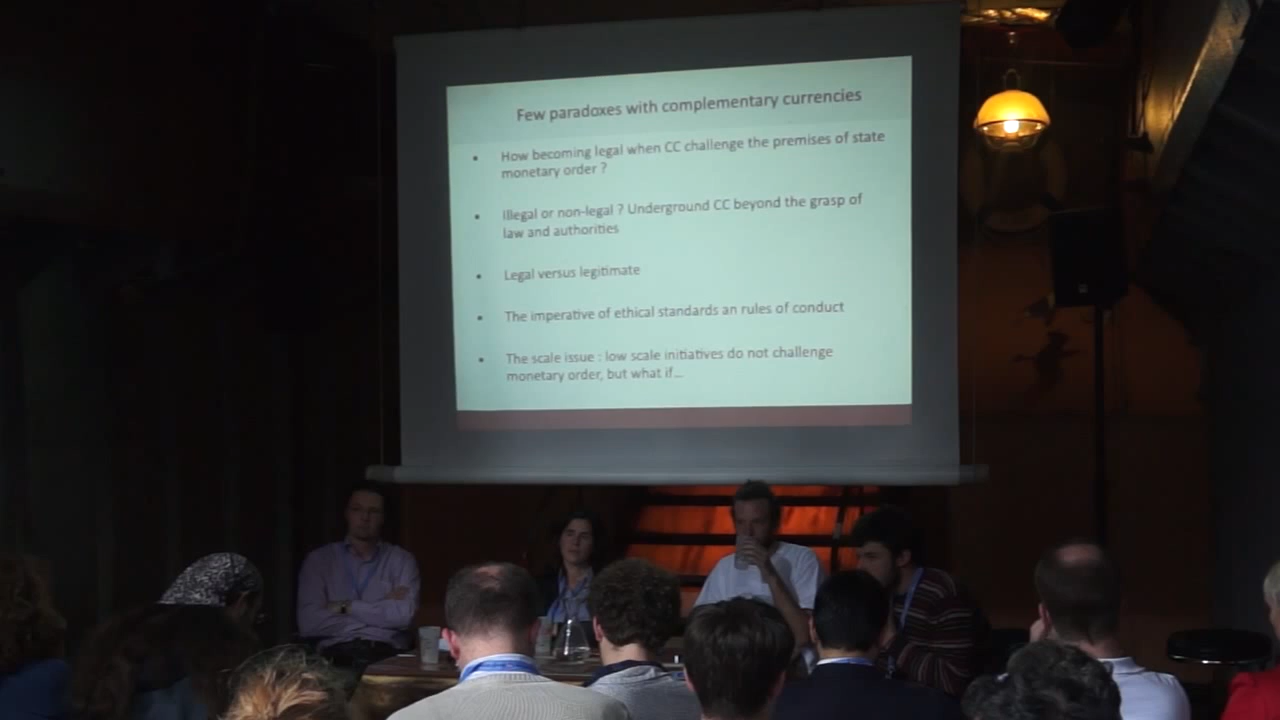 Few paradoxes with complementary currencies
• How becoming legal when CC challenge the premises of state
monetary order ?
• Illegal or non-legal ? Underground CC beyond the grasp of
law and authorities
• Legal versus legitimate
• The imperative of ethical standards an rules of conduct
• The scale issue : low scale initiatives do not challenge
monetary order, but what if...